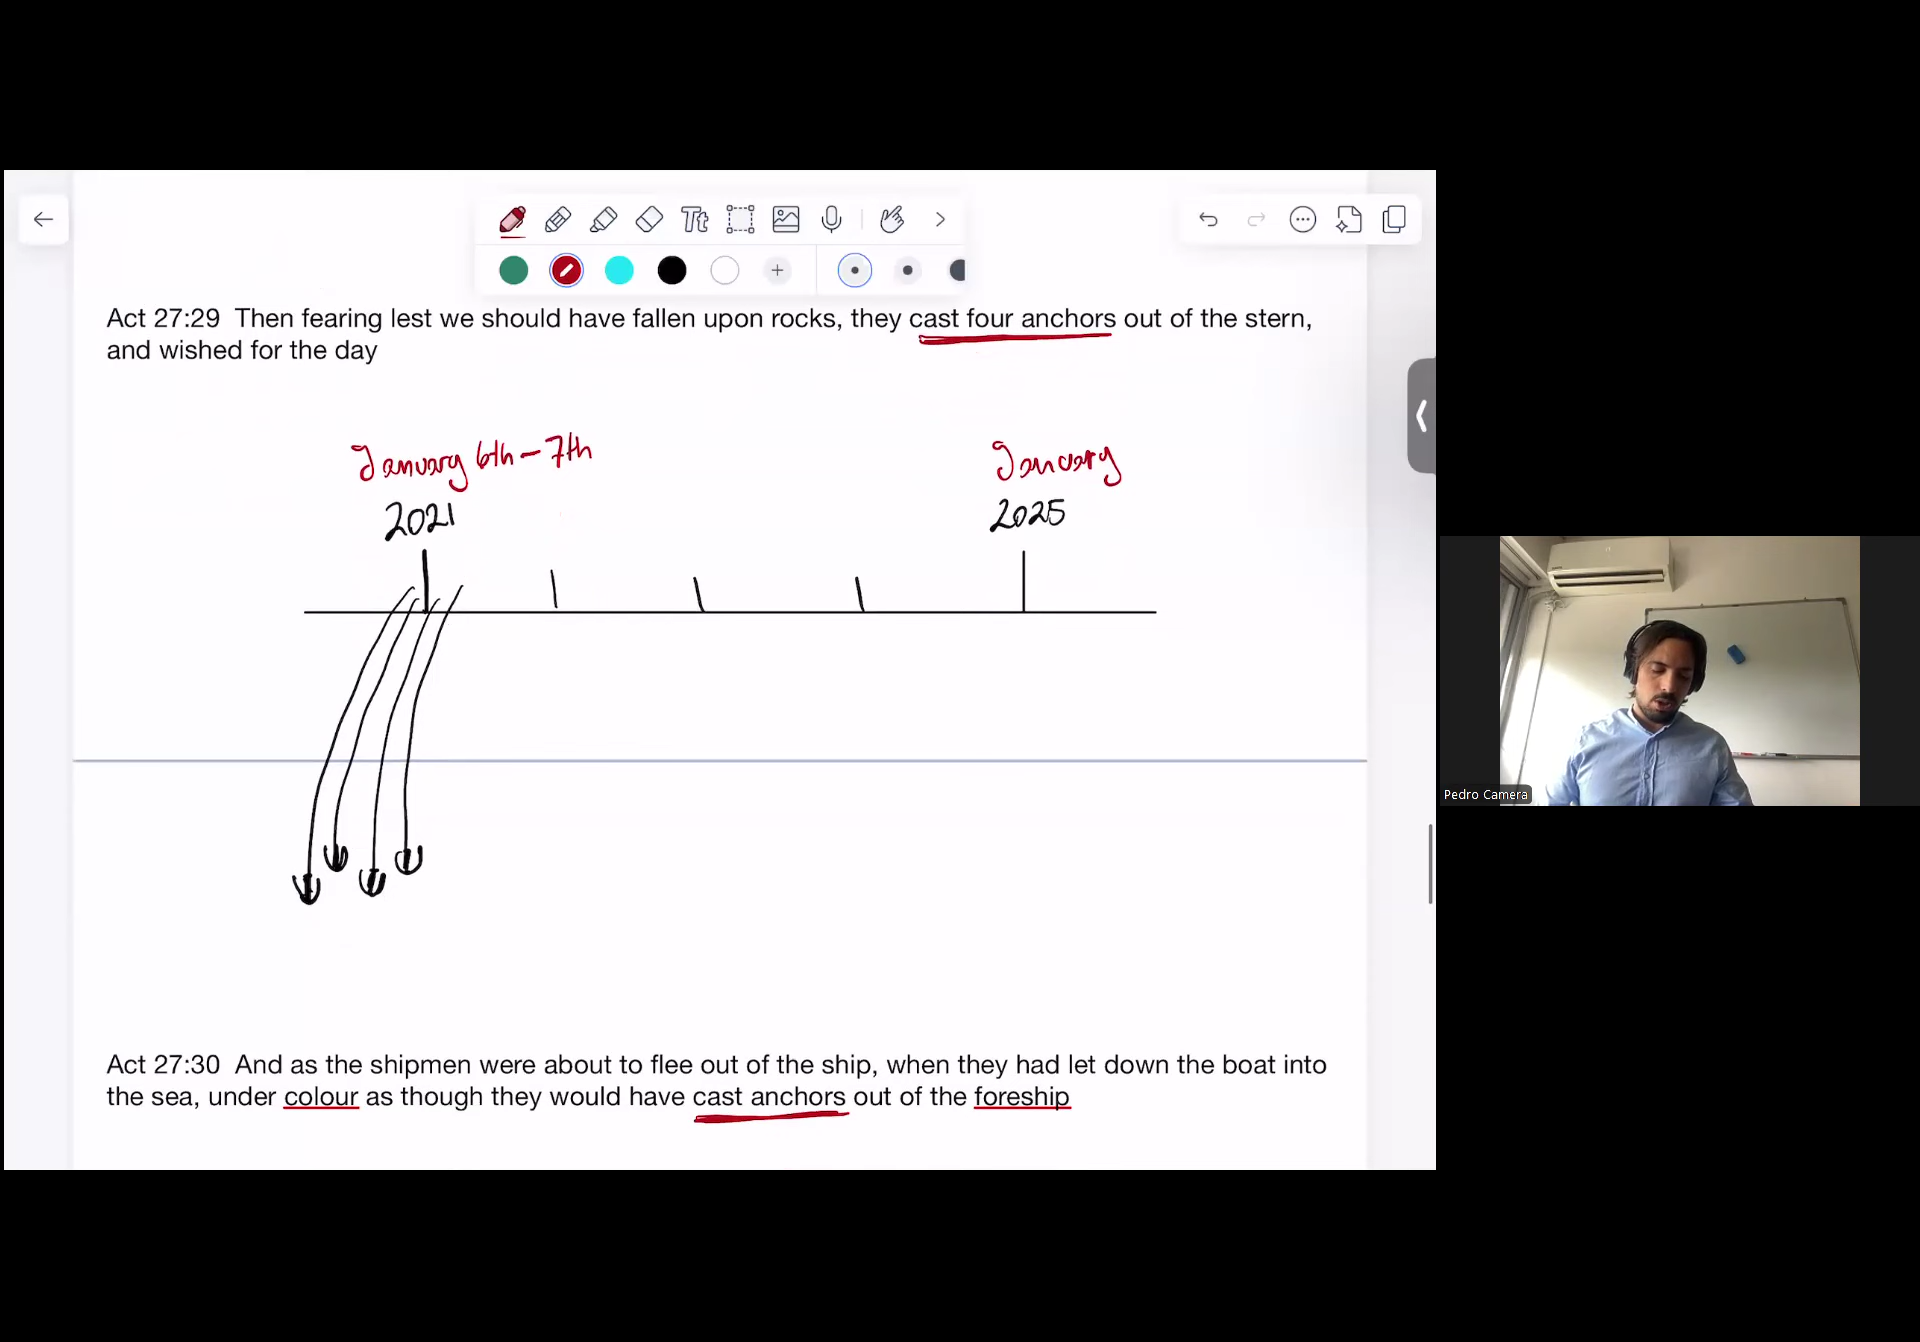 Tt
Act 27:29 Then fearing lest we should have fallen upon rocks, they cast four anchors out of the stern,
and wished for the day
January 6th - 7th
January
2021
2025
Pedro Camera
Act 27:30 And as the shipmen were about to flee out of the ship, when they had let down the boat into
the sea, under colour as though they would have cast anchors out of the foreship